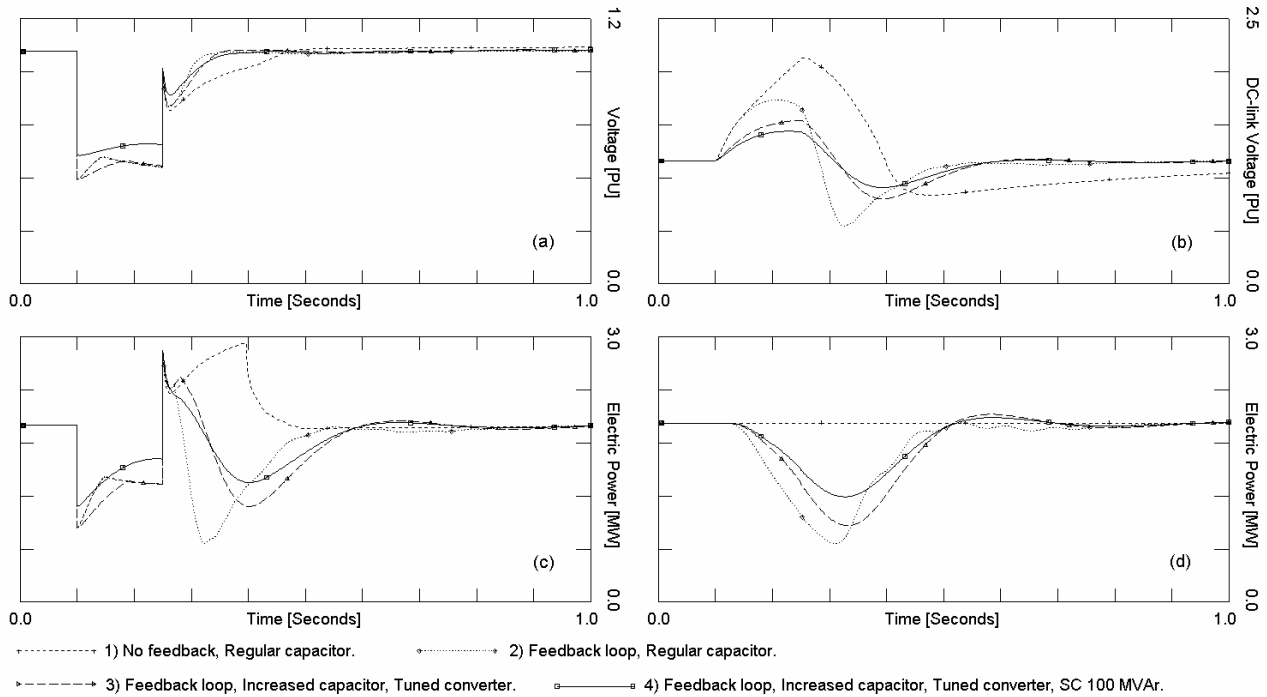 1.2
Voltage [PU]
0.0
(a)
0.0
Time [Seconds]
1.0
2.5
DC-link Voltage [PU]
0.0
(b)
0.0
Time [Seconds]
1.0
3.0
Electric Power [MW]
0.0
(c)
0.0
Time [Seconds]
1.0
3.0
Electric Power [MW]
0.0
(d)
0.0
Time [Seconds]
1.0
1) No feedback, Regular capacitor.
2) Feedback loop, Regular capacitor.
3) Feedback loop, Increased capacitor, Tuned converter.
4) Feedback loop, Increased capacitor, Tuned converter, SC 100 MVAr.